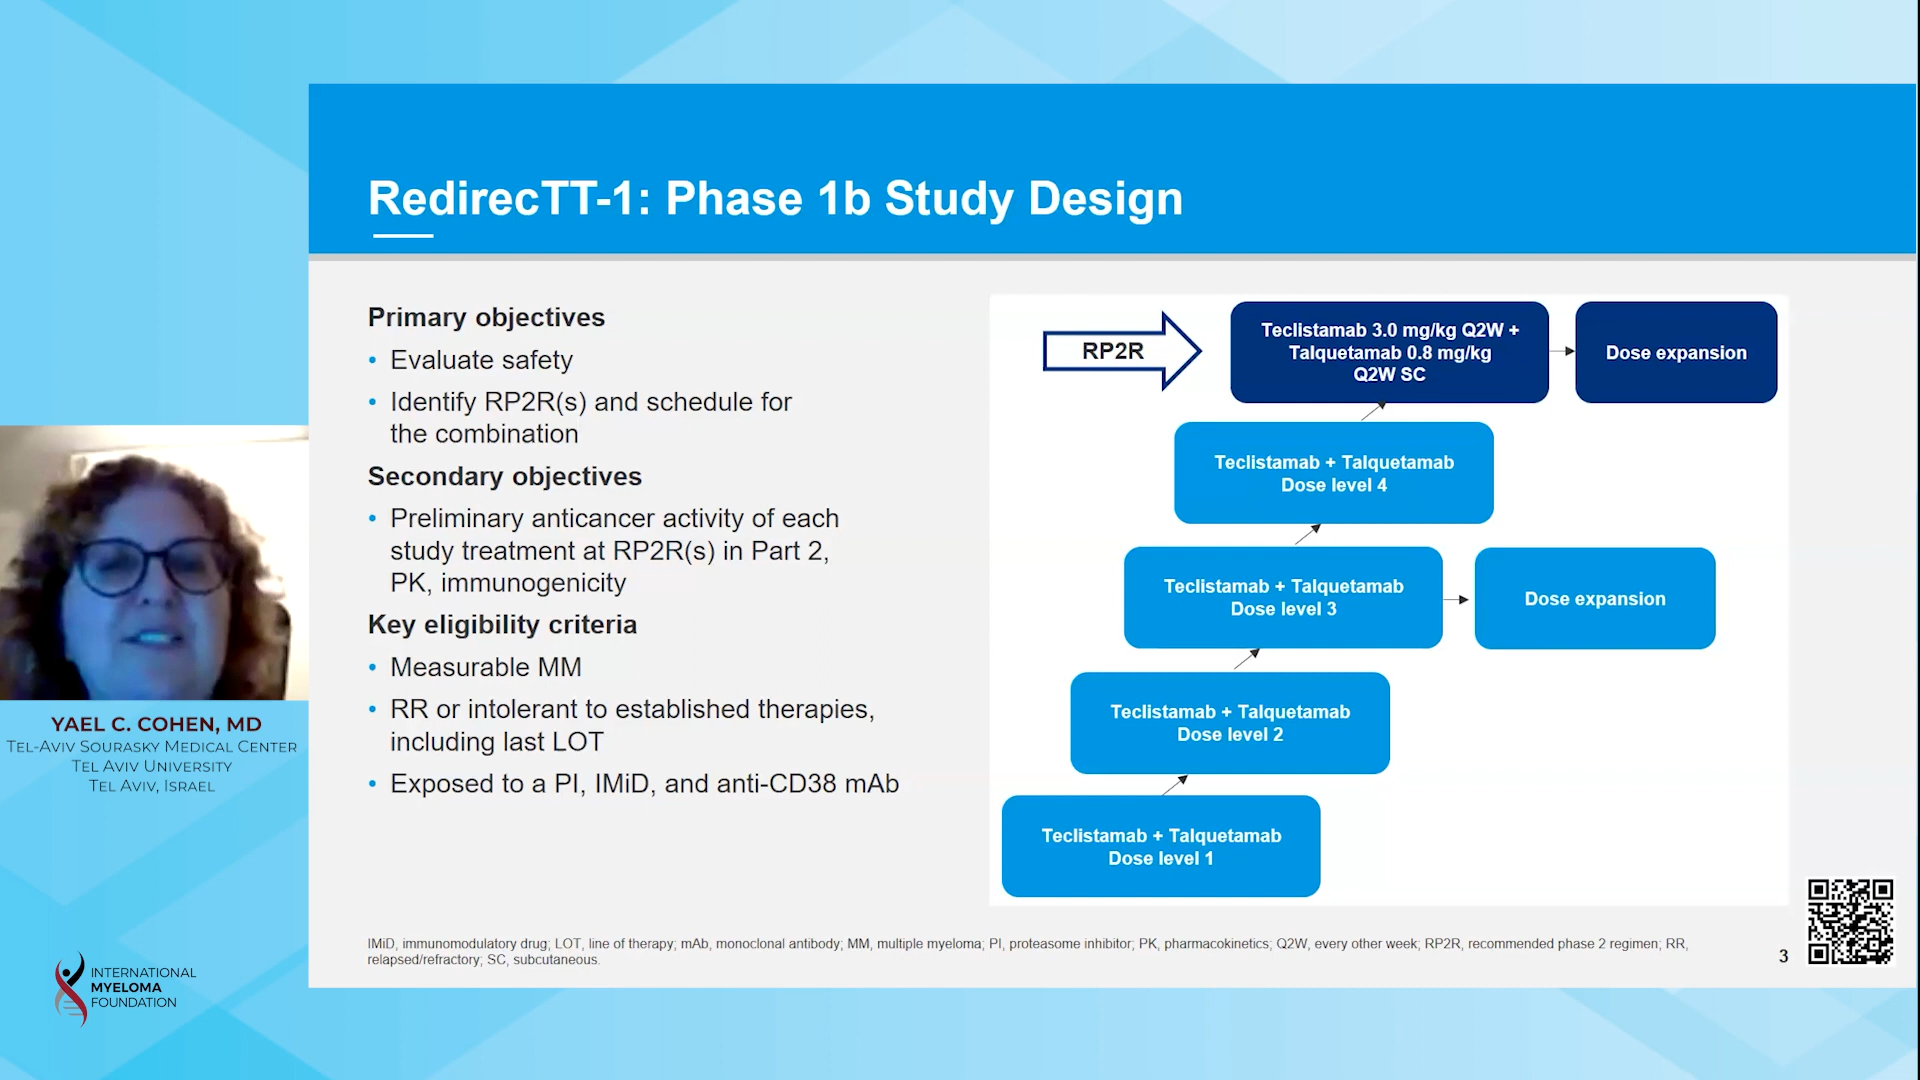 RedirecTT-1: Phase 1b Study Design
Primary objectives
• Evaluate safety
• Identify RP2R(s) and schedule for
the combination
Secondary objectives
• Preliminary anticancer activity of each
study treatment at RP2R(s) in Part 2,
PK, immunogenicity
Key eligibility criteria
• Measurable MM
• RR or intolerant to established therapies,
including last LOT
• Exposed to a PI, IMiD, and anti-CD38 mAb
RP2R
Teclistamab 3.0 mg/kg Q2W +
Talquetamab 0.8 mg/kg
Q2W SC
Dose expansion
Teclistamab + Talquetamab
Dose level 4
Teclistamab + Talquetamab
Dose level 3
Dose expansion
Teclistamab + Talquetamab
Dose level 2
Teclistamab + Talquetamab
Dose level 1
IMiD, immunomodulatory drug; LOT, line of therapy; mAb, monoclonal antibody; MM, multiple myeloma; PI, proteasome inhibitor; PK, pharmacokinetics; Q2W, every other week; RP2R, recommended phase 2 regimen; RR,
relapsed/refractory; SC, subcutaneous.
3
YAEL C. COHEN, MD
TEL-AVIV SOURASKY MEDICAL CENTER
TEL AVIV UNIVERSITY
TEL AVIV, ISRAEL
INTERNATIONAL
MYELOMA
FOUNDATION